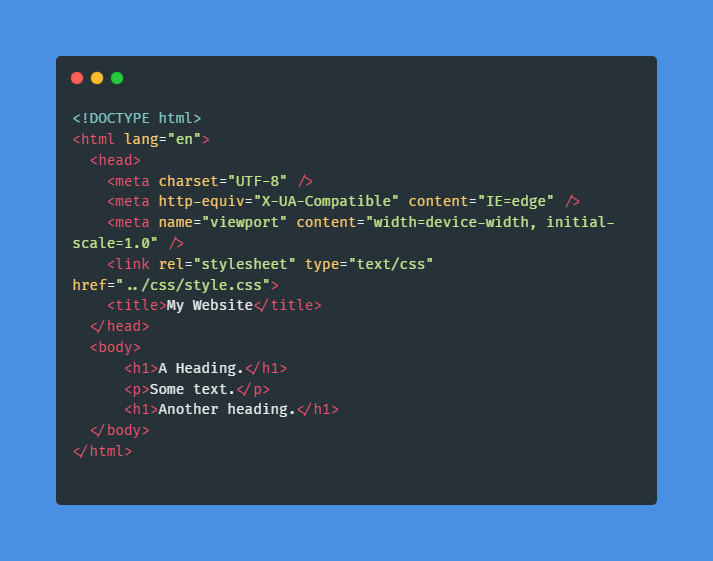 <!DOCTYPE html>
<html lang="en">
  <head>
    <meta charset="UTF-8" />
    <meta http-equiv="X-UA-Compatible" content="IE=edge" />
    <meta name="viewport" content="width=device-width, initial-
scale=1.0" />
    <link rel="stylesheet" type="text/css"
href="../css/style.css">
    <title>My Website</title>
  </head>
  <body>
      <h1>A Heading.</h1>
      <p>Some text.</p>
      <h1>Another heading.</h1>
  </body>
</html>